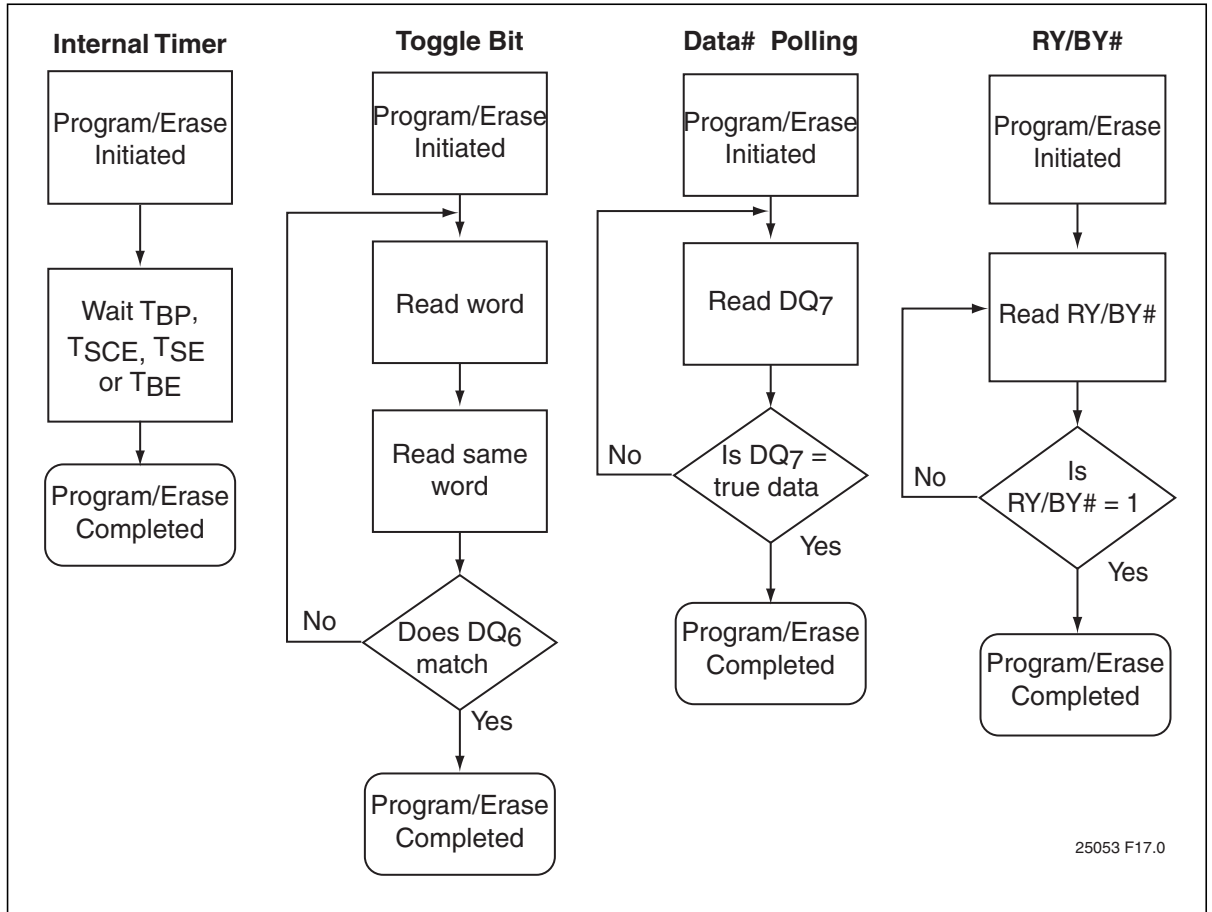 Internal Timer
Program/Erase
Initiated
Wait TBP,
TSCE, TSE
or TBE
Program/Erase
Completed
Toggle Bit
Program/Erase
Initiated
Read word
Read same
word
Does DQ6
match
No
Yes
Program/Erase
Completed
Data# Polling
Program/Erase
Initiated
Read DQ7
Is DQ7 =
true data
No
Yes
Program/Erase
Completed
RY/BY#
Program/Erase
Initiated
Read RY/BY#
Is
RY/BY# = 1
No
Yes
Program/Erase
Completed
25053 F17.0